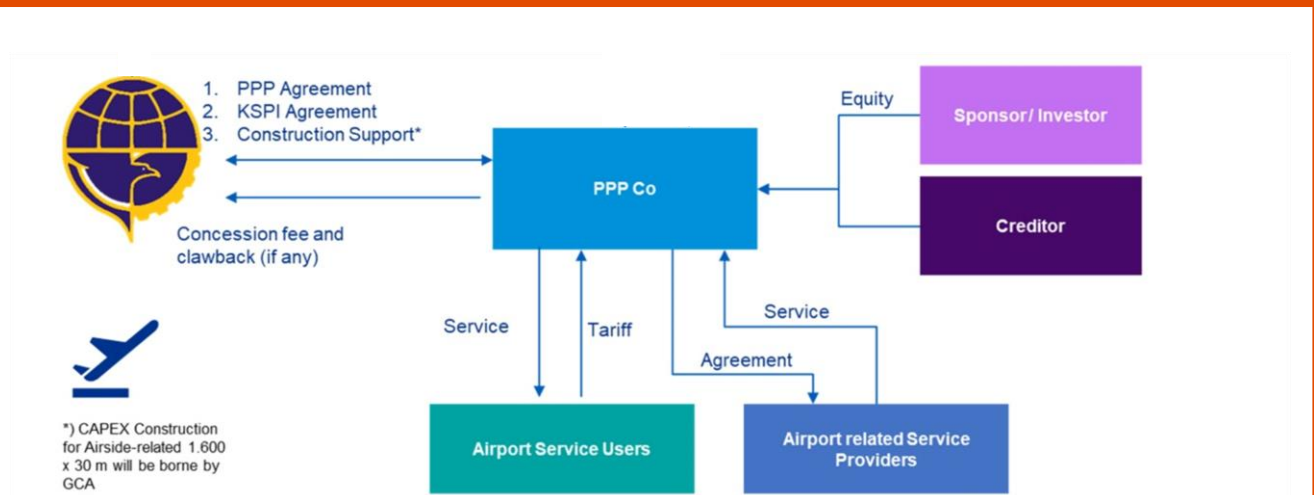 1. PPP Agreement
2. KSPI Agreement
3. Construction Support*
Concession fee and
clawback (if any)
PPP Co
Equity
Sponsor/ Investor
Creditor
Service
Tariff
Agreement
Service
Airport Service Users
Airport related Service
Providers
*) CAPEX Construction
for Airside-related 1.600
x 30 m will be borne by
GCA